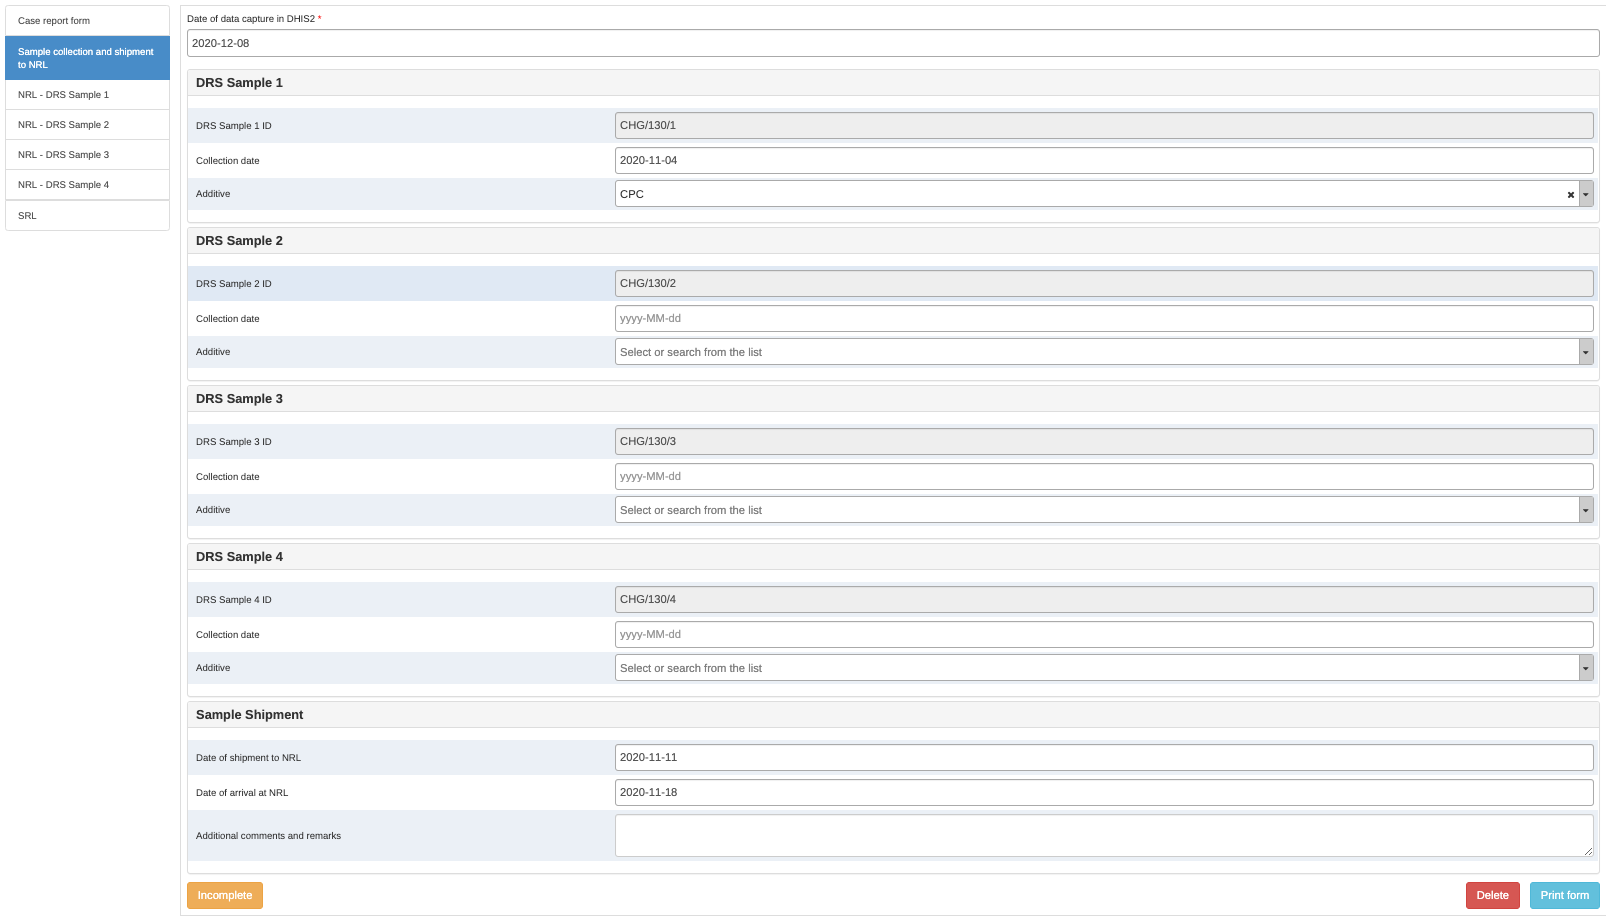 Case report form
Sample collection and shipment
to NRL
NRL - DRS Sample 1
NRL - DRS Sample 2
NRL - DRS Sample 3
NRL - DRS Sample 4
SRL
Date of data capture in DHIS2 *
2020-12-08
DRS Sample 1
DRS Sample 1 ID
CHG/130/1
Collection date
2020-11-04
Additive
CPC
DRS Sample 2
DRS Sample 2 ID
CHG/130/2
Collection date
yyyy-MM-dd
Additive
Select or search from the list
DRS Sample 3
DRS Sample 3 ID
CHG/130/3
Collection date
yyyy-MM-dd
Additive
Select or search from the list
DRS Sample 4
DRS Sample 4 ID
CHG/130/4
Collection date
yyyy-MM-dd
Additive
Select or search from the list
Sample Shipment
Date of shipment to NRL
2020-11-11
Date of arrival at NRL
2020-11-18
Additional comments and remarks
Incomplete
Delete
Print form